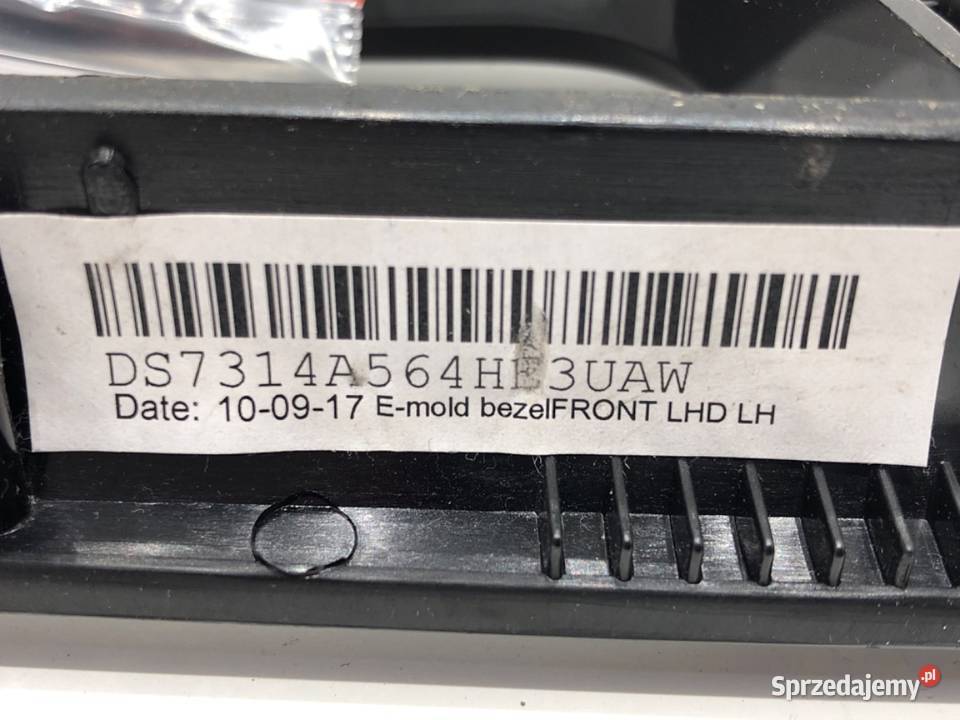 DS7314A564HE3UAW
Date: 10-09-17 E-mold bezelFRONT LHD LH
Sprzedajemy.pl